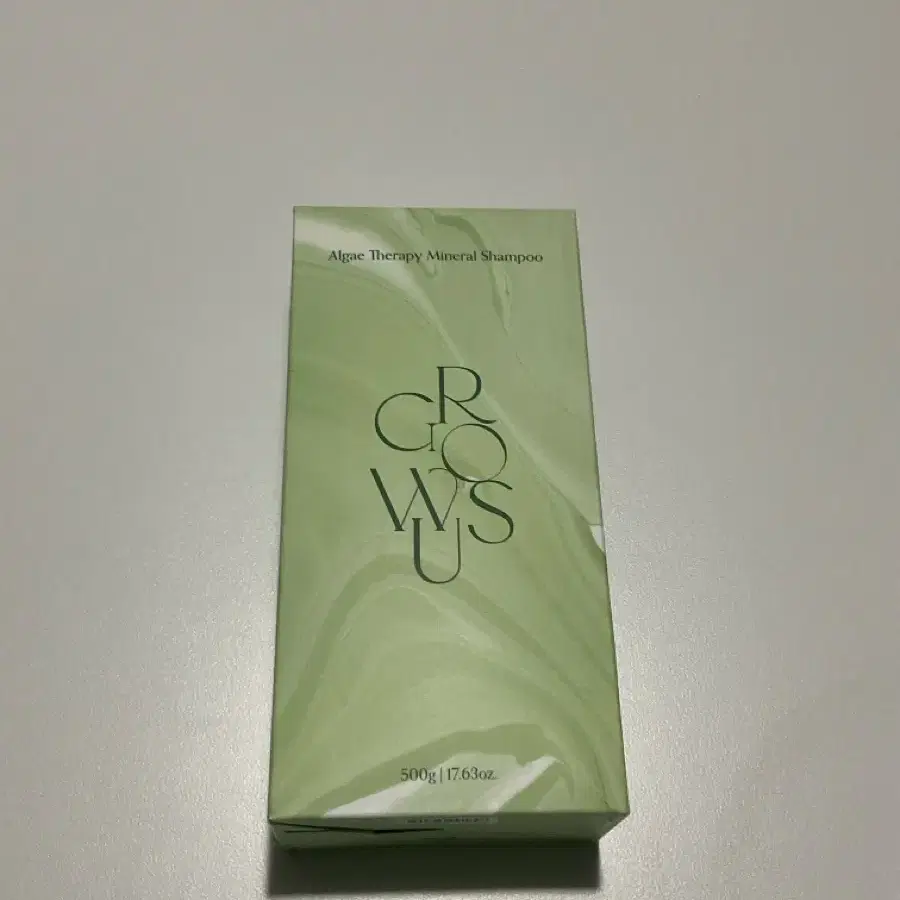 Algae Therapy Mineral Shampoo
GROWUS
500g | 17.63oz.